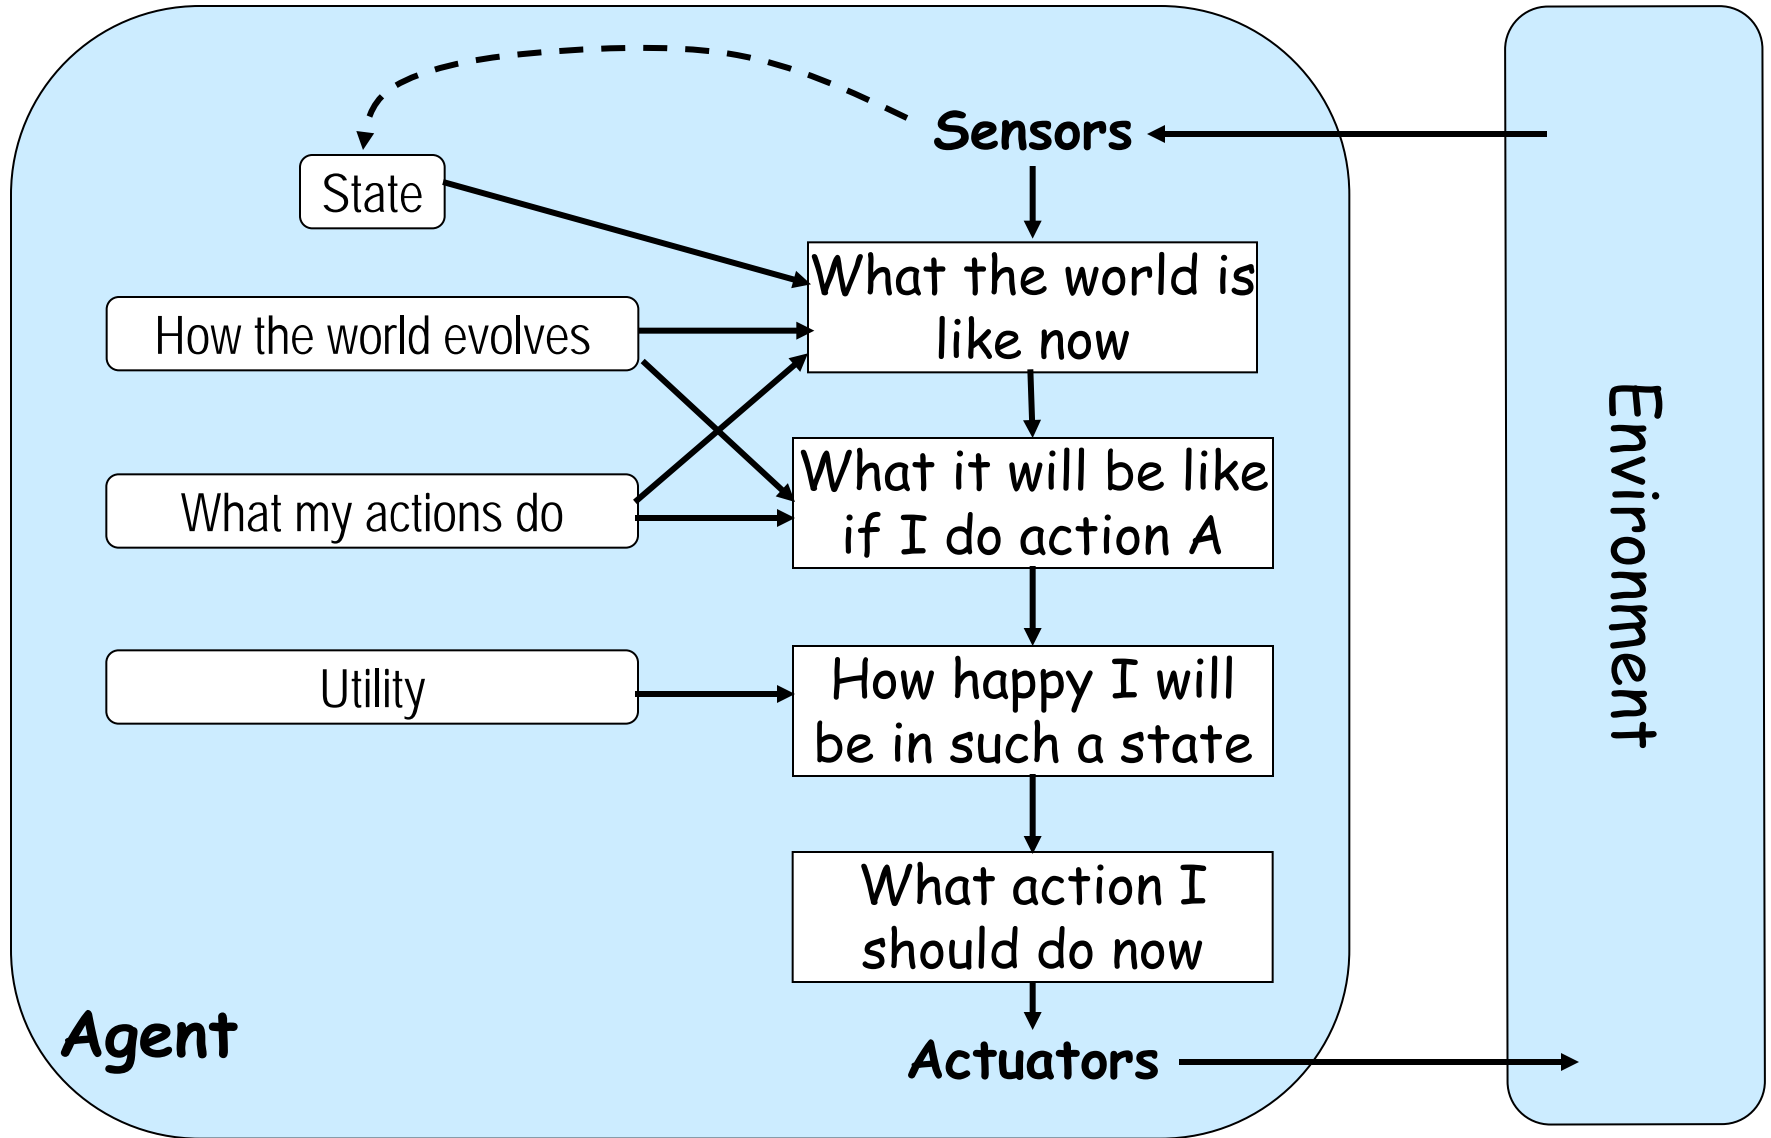 Sensors
State
What the world is
like now
How the world evolves
What it will be like
if I do action A
What my actions do
How happy I will
be in such a state
Utility
What action I
should do now
Agent
Actuators
Environment